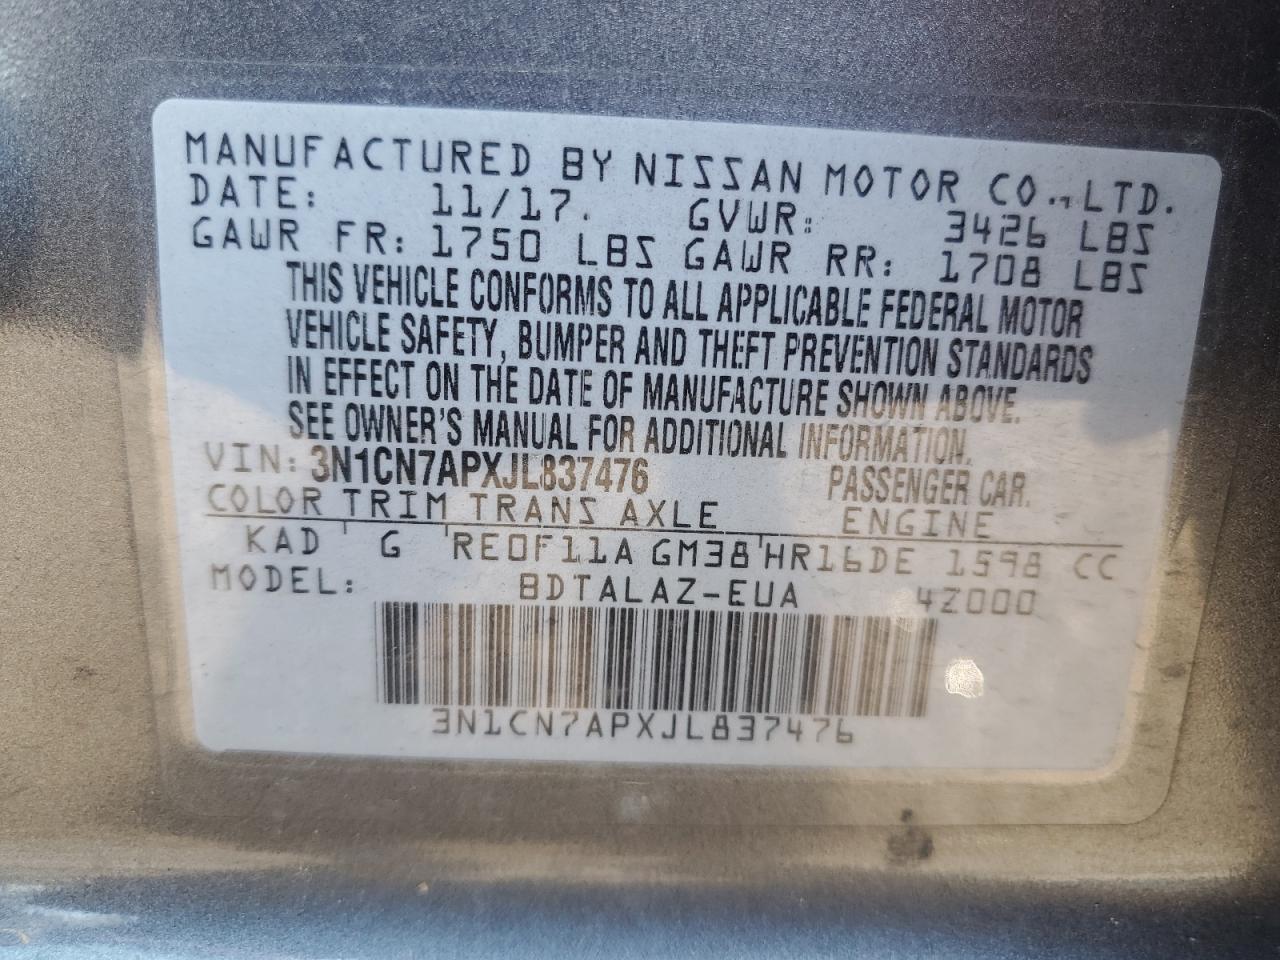 MANUFACTURED BY NISSAN MOTOR CO., LTD.
DATE: 11/17. GVWR: 3426 LBS
GAWR FR: 1750 LBS GAWR RR: 1708 LBS
THIS VEHICLE CONFORMS TO ALL APPLICABLE FEDERAL MOTOR
VEHICLE SAFETY, BUMPER AND THEFT PREVENTION STANDARDS
IN EFFECT ON THE DATE OF MANUFACTURE SHOWN ABOVE.
SEE OWNER'S MANUAL FOR ADDITIONAL INFORMATION.
VIN: 3N1CN7APXJL837476 PASSENGER CAR.
COLOR TRIM TRANS AXLE ENGINE
KAD ' G 'RE0F11A GM38'HR16DE 1598 CC
MODEL: BDTALAZ-EUA 4Z000
3N1CN7APXJL837476